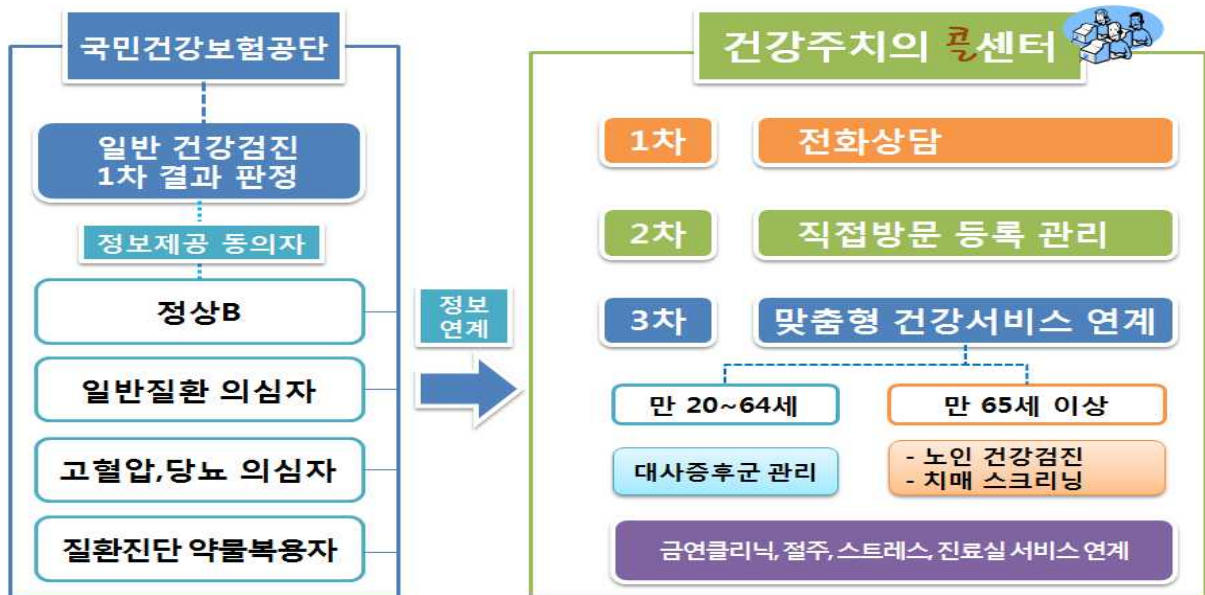 국민건강보험공단
일반 건강검진
1차 결과 판정
정보제공 동의자
정상B
일반질환 의심자
고혈압,당뇨 의심자
질환진단 약물복용자
정보
연계
건강주치의 콜센터
1차 전화상담
2차 직접방문 등록 관리
3차 맞춤형 건강서비스 연계
만 20~64세
대사증후군 관리
만 65세 이상
- 노인 건강검진
- 치매 스크리닝
금연클리닉, 절주, 스트레스, 진료실 서비스 연계